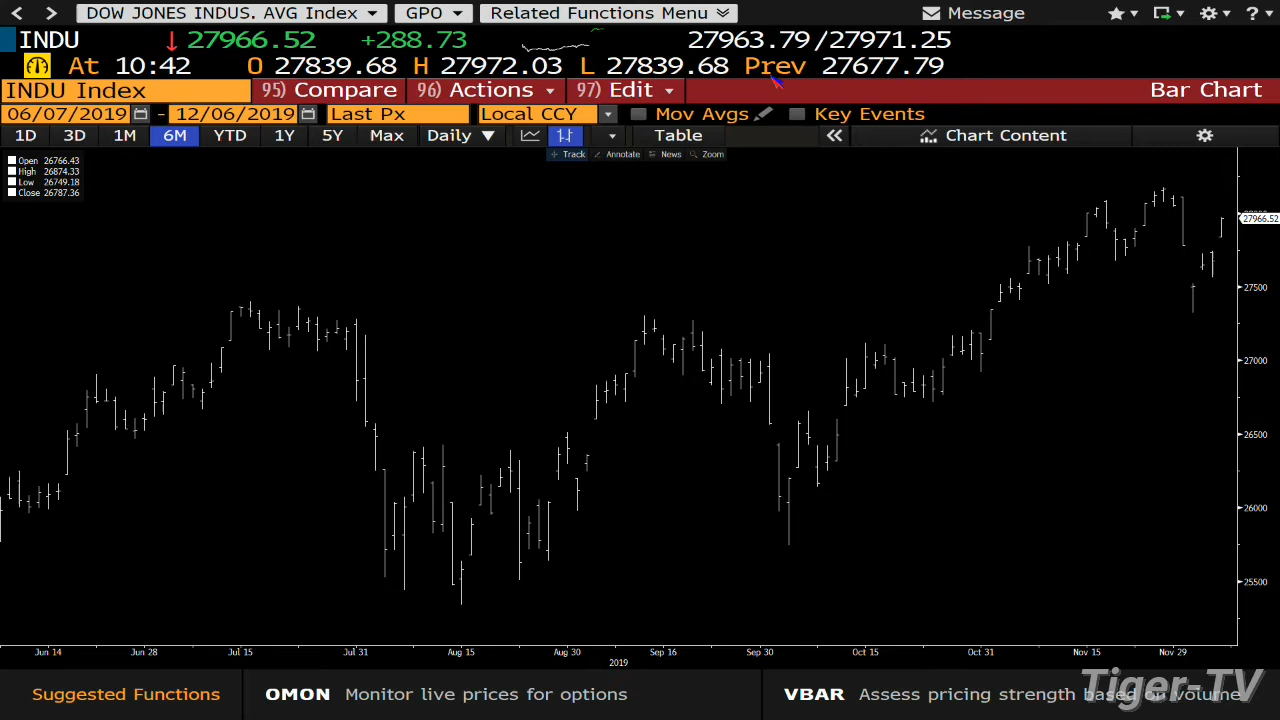 DOW JONES INDUS. AVG Index GPO Related Functions Menu Message ?
INDU 27966.52 +288.73 27963.79/27971.25
At 10:42 O 27839.68 H 27972.03 L 27839.68 Prev 27677.79
INDU Index 95) Compare 96) Actions 97) Edit Bar Chart
06/07/2019 - 12/06/2019 Last Px Local CCY Mov Avgs Key Events
1D 3D 1M 6M YTD 1Y 5Y Max Daily Table Chart Content
Track Annotate News Zoom
Open 26766.43
High 26874.33
Low 26749.18
Close 26787.36
27966.52
27500
27000
26500
26000
25500
Jun 14 Jun 28 Jul 15 Jul 31 Aug 15 Aug 30 Sep 16 Sep 30 Oct 15 Oct 31 Nov 15 Nov 29
2019
Suggested Functions OMON Monitor live prices for options VBAR Assess pricing strength based on volume
Tiger-TV